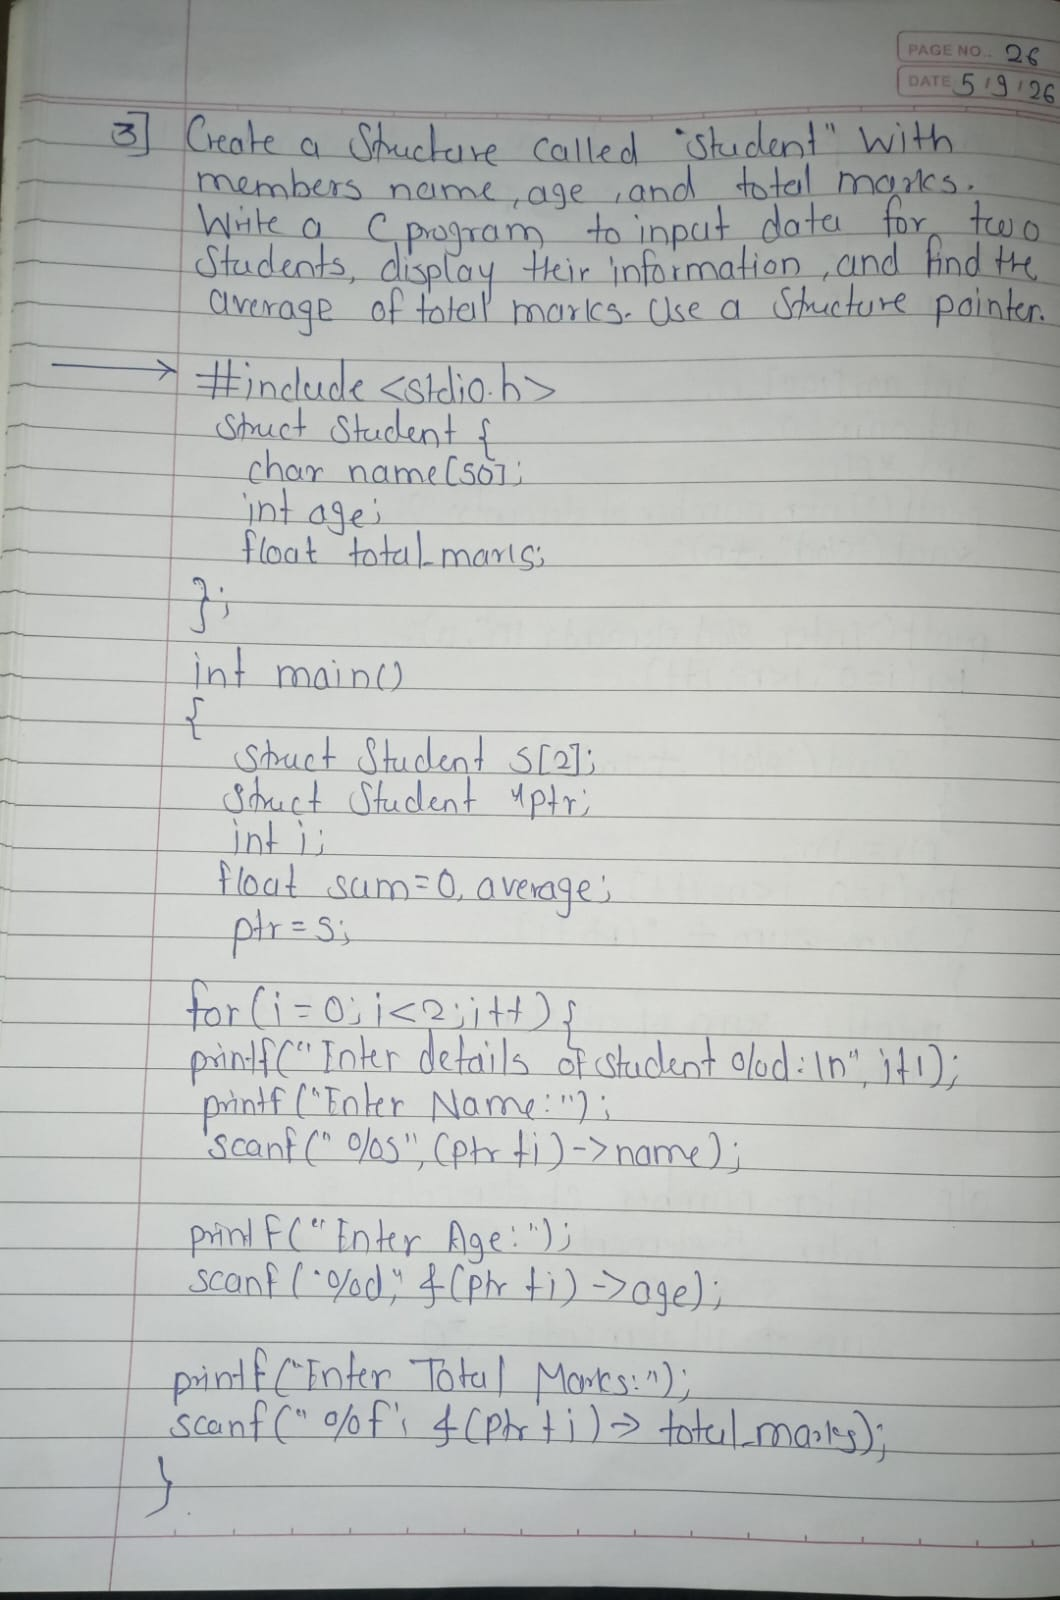 PAGE NO. 26
DATE 5/9/26
3] Create a Structure called "Student" with
members name, age, and total marks.
Write a C program to input data for two
Students, display their information, and find the
average of total marks. Use a Structure pointer.
→ #include <stdio.h>
Struct Student {
char name[50];
int age;
float total_marks;
};
int main()
{
Struct Student s[2];
Struct Student *ptr;
int i;
float sum=0, average;
ptr = s;
for(i=0; i<2; i++) {
printf("Enter details of student %d:\n", i+1);
printf("Enter Name:");
scanf("%s", (ptr+i)->name);
printf("Enter Age:");
scanf("%d", &(ptr+i)->age);
printf("Enter Total Marks:");
scanf("%f", &(ptr+i)->total_marks);
}